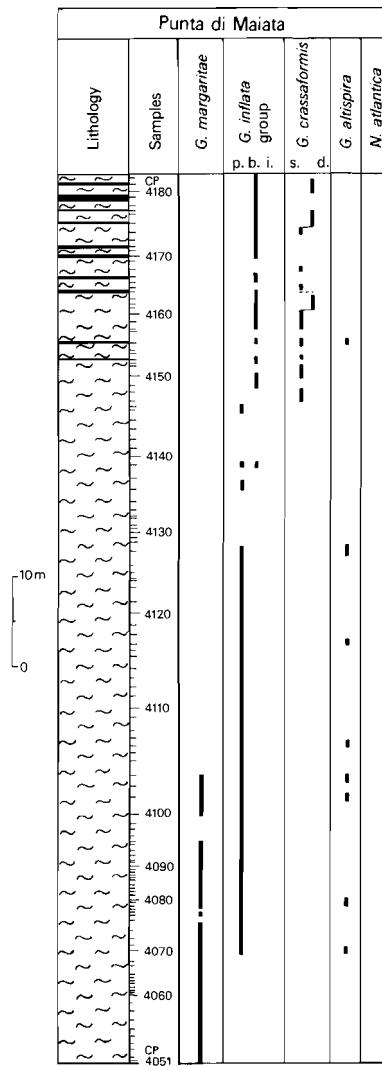 Punta di Maiata
Lithology
Samples
G. margaritae
G. inflata
group
p. b. i.
G. crassaformis
s. d.
G. altispira
N. atlantica
CP
4180
4170
4160
4150
4140
4130
4120
4110
4100
4090
4080
4070
4060
CP
4051
10 m
0